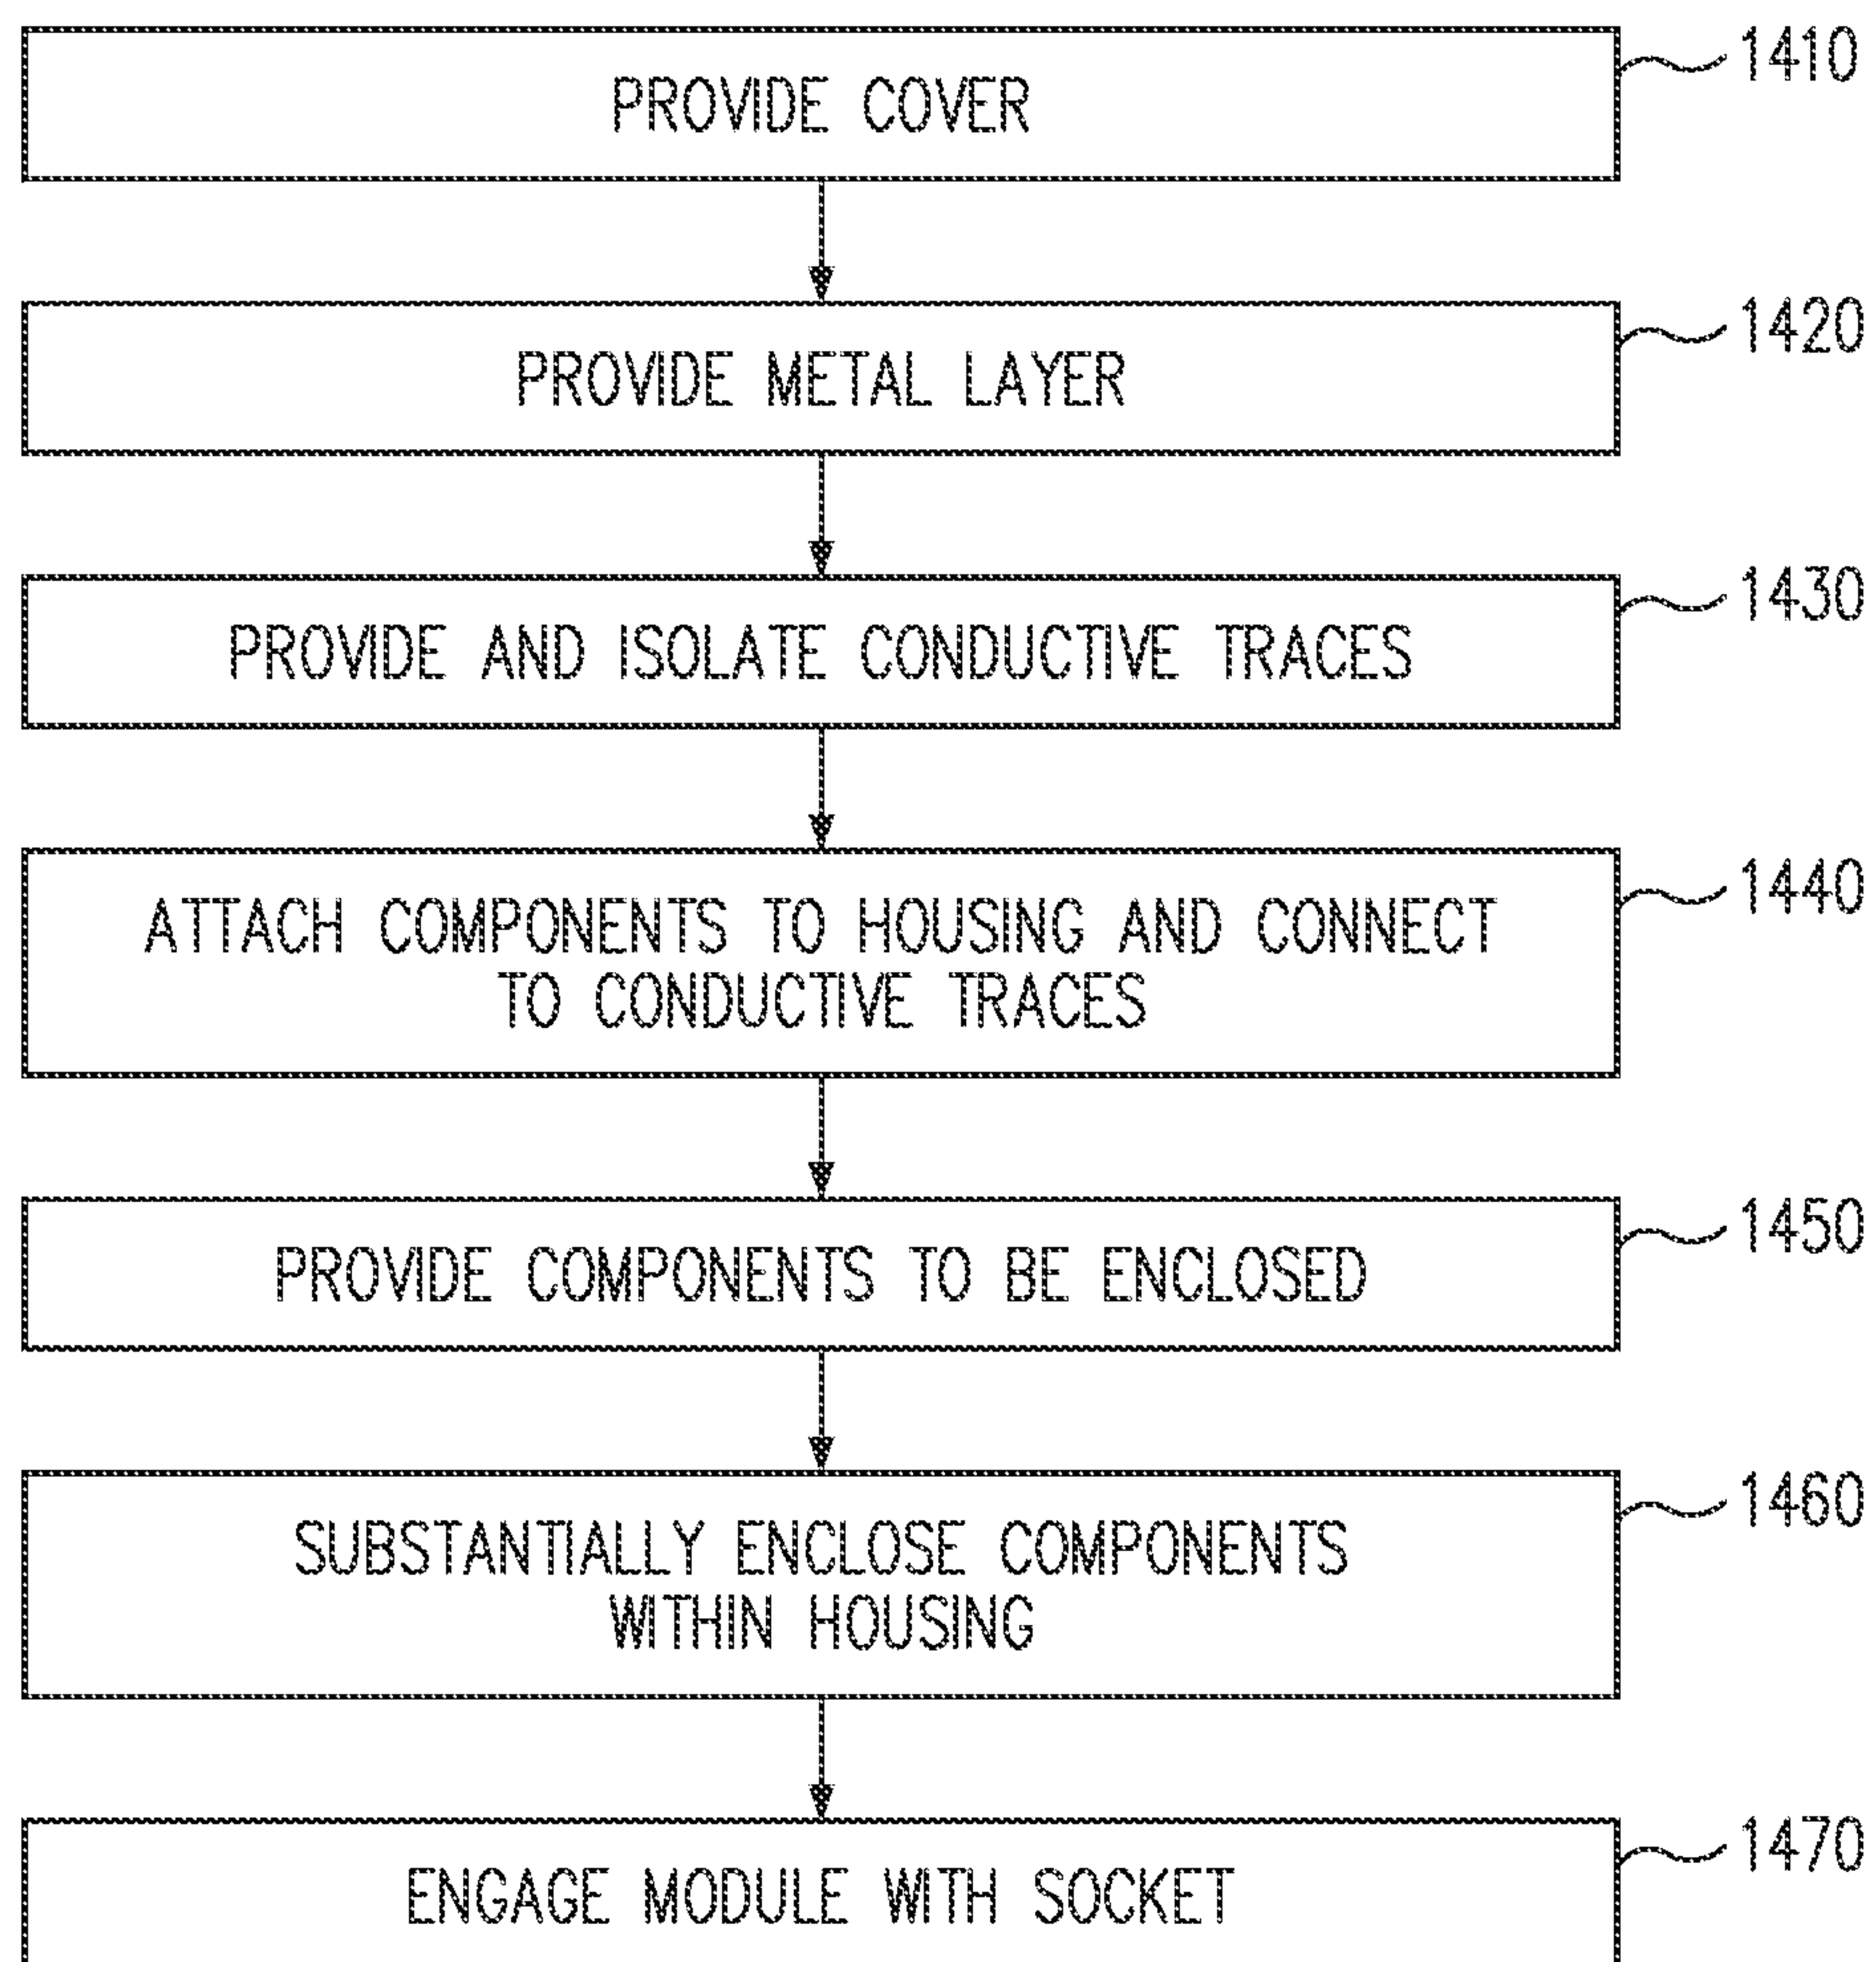 PROVIDE COVER
1410
PROVIDE METAL LAYER
1420
PROVIDE AND ISOLATE CONDUCTIVE TRACES
1430
ATTACH COMPONENTS TO HOUSING AND CONNECT
TO CONDUCTIVE TRACES
1440
PROVIDE COMPONENTS TO BE ENCLOSED
1450
SUBSTANTIALLY ENCLOSE COMPONENTS
WITHIN HOUSING
1460
ENGAGE MODULE WITH SOCKET
1470